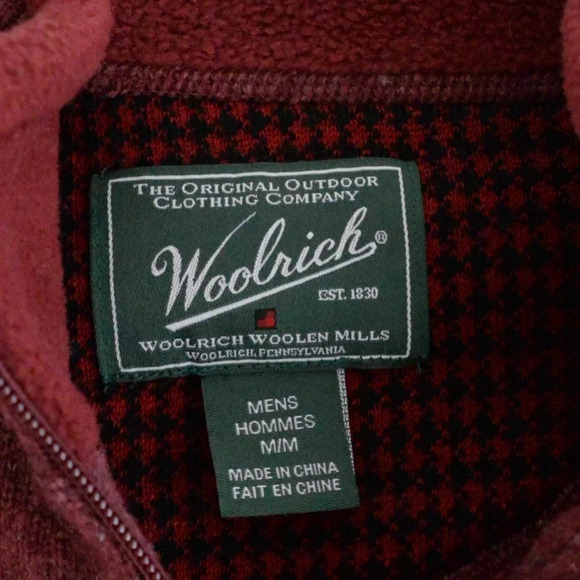 THE ORIGINAL OUTDOOR
CLOTHING COMPANY
Woolrich®
EST. 1830
WOOLRICH WOOLEN MILLS
WOOLRICH, PENNSYLVANIA
MENS
HOMMES
M/M
MADE IN CHINA
FAIT EN CHINE